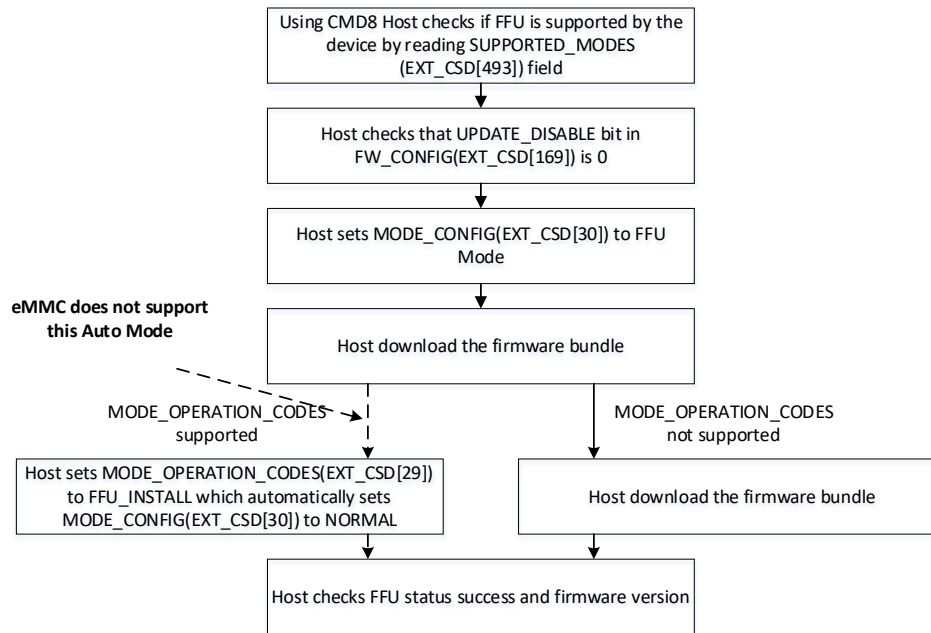 Using CMD8 Host checks if FFU is supported by the
device by reading SUPPORTED_MODES
(EXT_CSD[493]) field
Host checks that UPDATE_DISABLE bit in
FW_CONFIG(EXT_CSD[169]) is 0
Host sets MODE_CONFIG(EXT_CSD[30]) to FFU
Mode
eMMC does not support
this Auto Mode
Host download the firmware bundle
MODE_OPERATION_CODES
supported
MODE_OPERATION_CODES
not supported
Host sets MODE_OPERATION_CODES(EXT_CSD[29])
to FFU_INSTALL which automatically sets
MODE_CONFIG(EXT_CSD[30]) to NORMAL
Host download the firmware bundle
Host checks FFU status success and firmware version